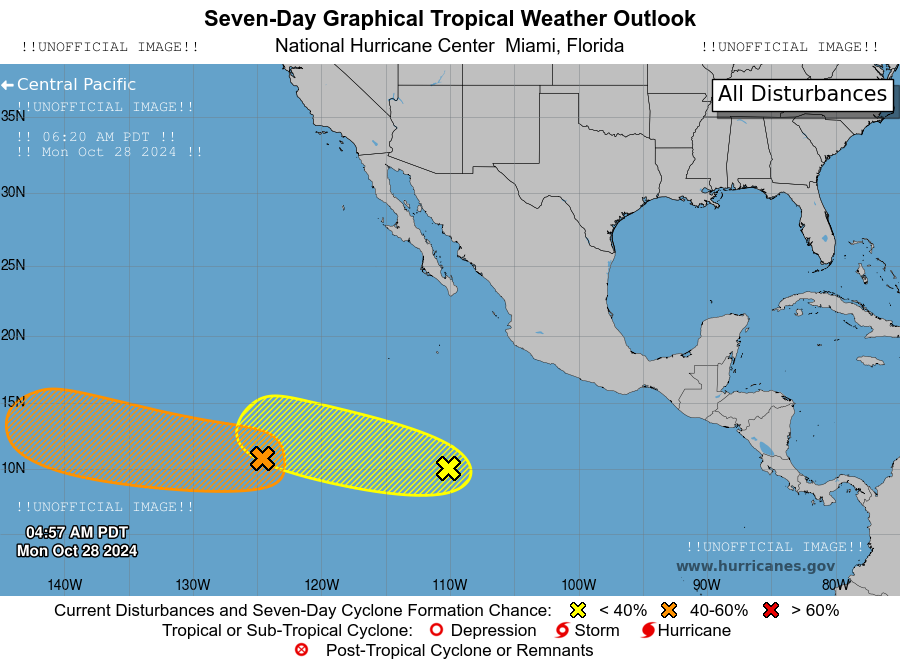 Seven-Day Graphical Tropical Weather Outlook
!!UNOFFICIAL IMAGE!! National Hurricane Center Miami, Florida !!UNOFFICIAL IMAGE!!
Central Pacific
All Disturbances
!!UNOFFICIAL IMAGE!!
35N
!! 06:20 AM PDT !!
!! Mon Oct 28 2024 !!
30N
25N
20N
15N
10N
!!UNOFFICIAL IMAGE!!
04:57 AM PDT
Mon Oct 28 2024
!!UNOFFICIAL IMAGE!!
www.hurricanes.gov
140W 130W 120W 110W 100W 90W 80W
Current Disturbances and Seven-Day Cyclone Formation Chance: < 40% 40-60% > 60%
Tropical or Sub-Tropical Cyclone: Depression Storm Hurricane
Post-Tropical Cyclone or Remnants